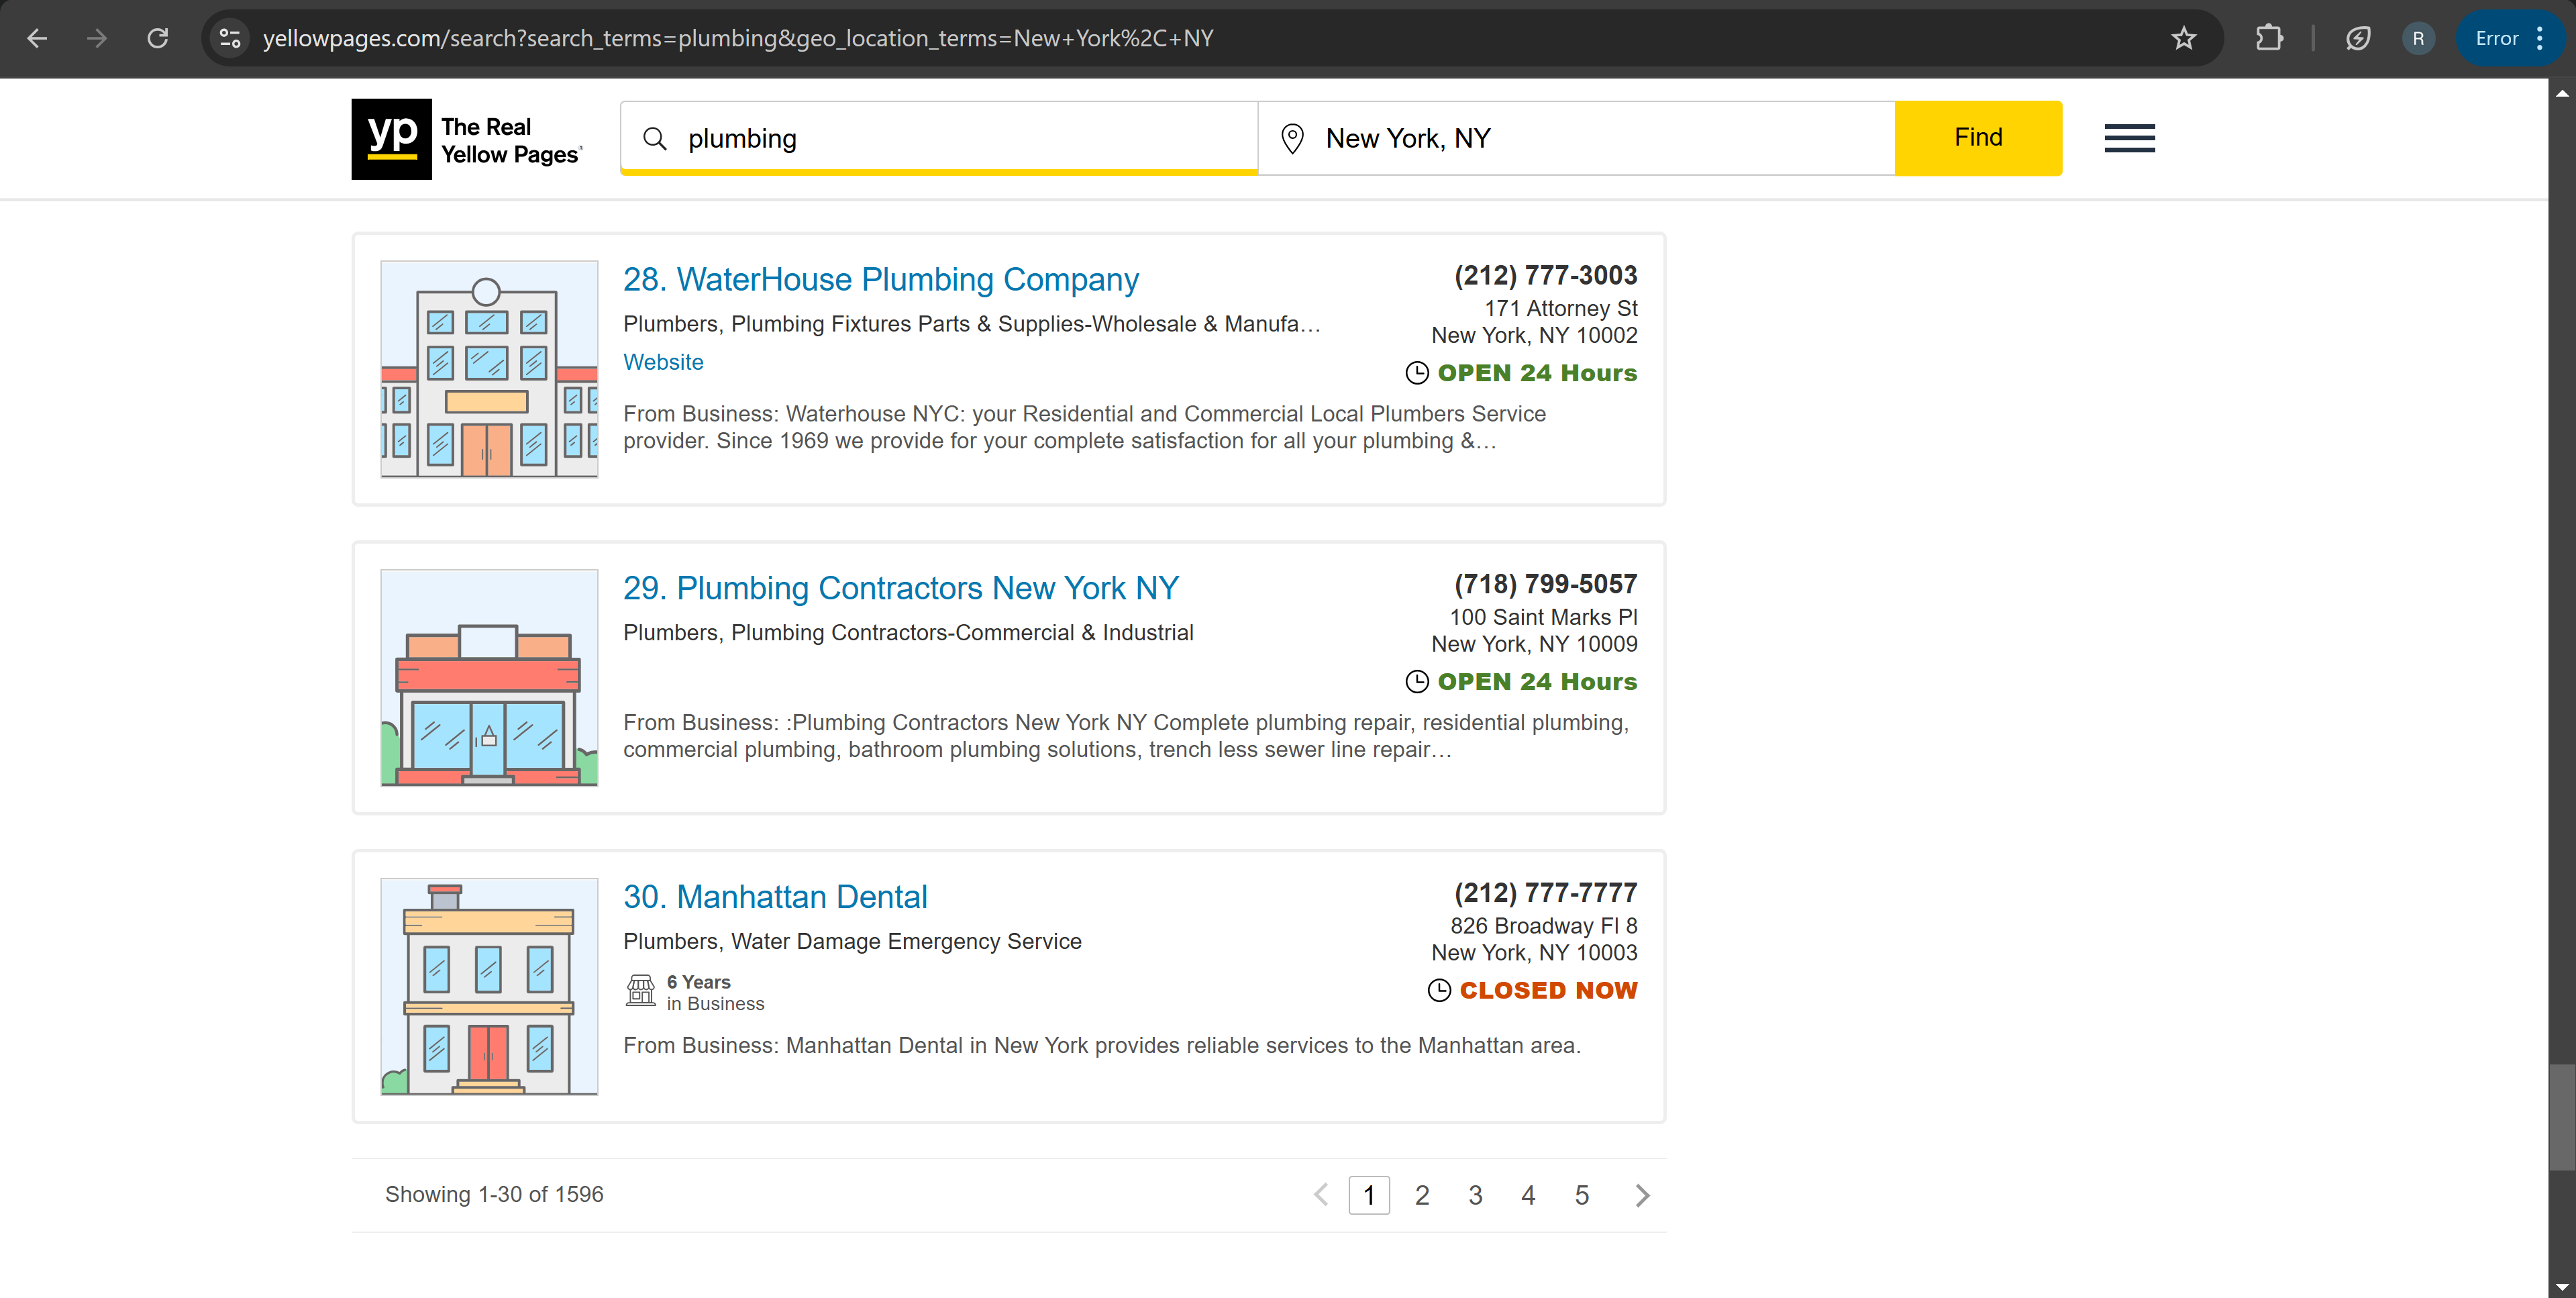 yellowpages.com/search?search_terms=plumbing&geo_location_terms=New+York%2C+NY
R
Error
yp
The Real
Yellow Pages®
plumbing
New York, NY
Find
28. WaterHouse Plumbing Company
Plumbers, Plumbing Fixtures Parts & Supplies-Wholesale & Manufa…
Website
(212) 777-3003
171 Attorney St
New York, NY 10002
OPEN 24 Hours
From Business: Waterhouse NYC: your Residential and Commercial Local Plumbers Service
provider. Since 1969 we provide for your complete satisfaction for all your plumbing &…
29. Plumbing Contractors New York NY
Plumbers, Plumbing Contractors-Commercial & Industrial
(718) 799-5057
100 Saint Marks Pl
New York, NY 10009
OPEN 24 Hours
From Business: :Plumbing Contractors New York NY Complete plumbing repair, residential plumbing,
commercial plumbing, bathroom plumbing solutions, trench less sewer line repair…
30. Manhattan Dental
Plumbers, Water Damage Emergency Service
6 Years
in Business
(212) 777-7777
826 Broadway Fl 8
New York, NY 10003
CLOSED NOW
From Business: Manhattan Dental in New York provides reliable services to the Manhattan area.
Showing 1-30 of 1596
1 2 3 4 5